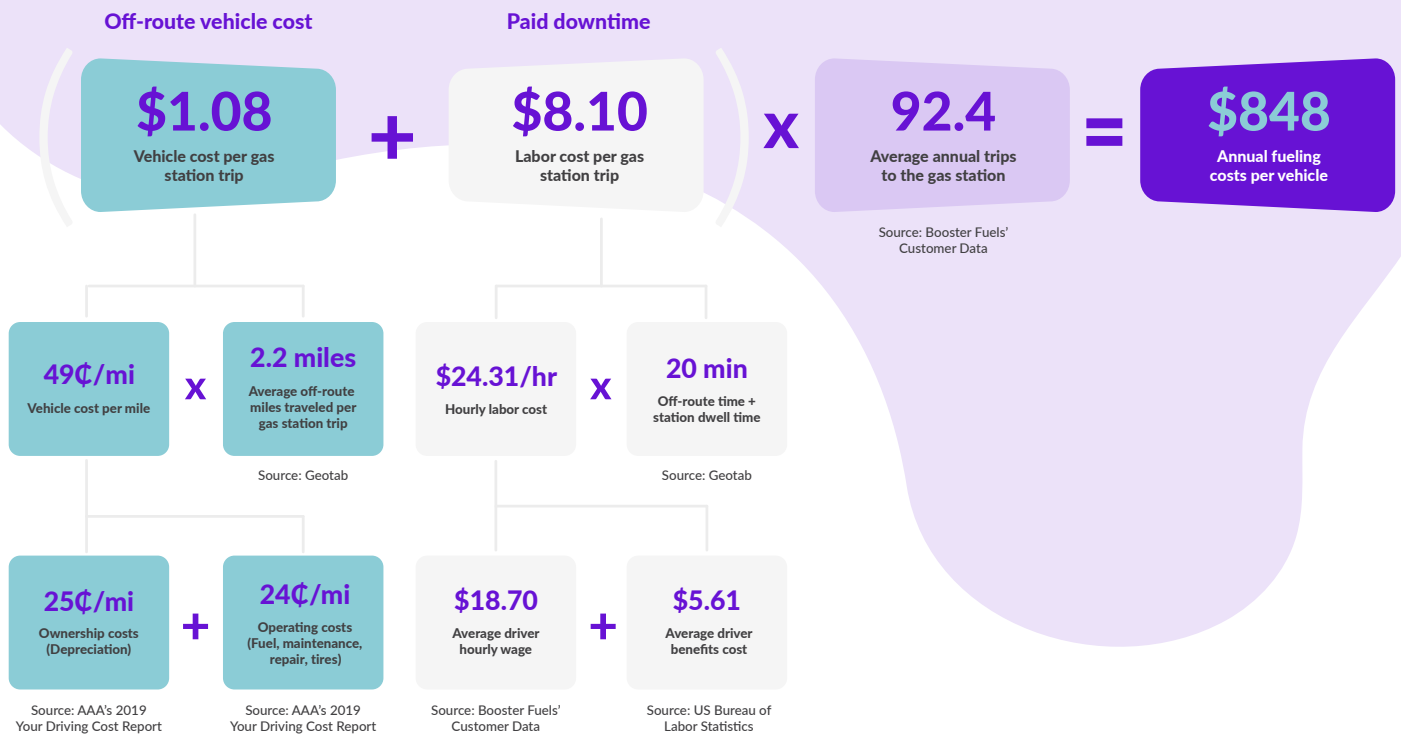 Off-route vehicle cost
Paid downtime
(
$1.08
Vehicle cost per gas
station trip
+
$8.10
Labor cost per gas
station trip
)
x
92.4
Average annual trips
to the gas station
=
$848
Annual fueling
costs per vehicle
Source: Booster Fuels'
Customer Data
49₵/mi
Vehicle cost per mile
x
2.2 miles
Average off-route
miles traveled per
gas station trip
Source: Geotab
$24.31/hr
Hourly labor cost
x
20 min
Off-route time +
station dwell time
Source: Geotab
25₵/mi
Ownership costs
(Depreciation)
Source: AAA's 2019
Your Driving Cost Report
+
24₵/mi
Operating costs
(Fuel, maintenance,
repair, tires)
Source: AAA's 2019
Your Driving Cost Report
$18.70
Average driver
hourly wage
Source: Booster Fuels'
Customer Data
+
$5.61
Average driver
benefits cost
Source: US Bureau of
Labor Statistics